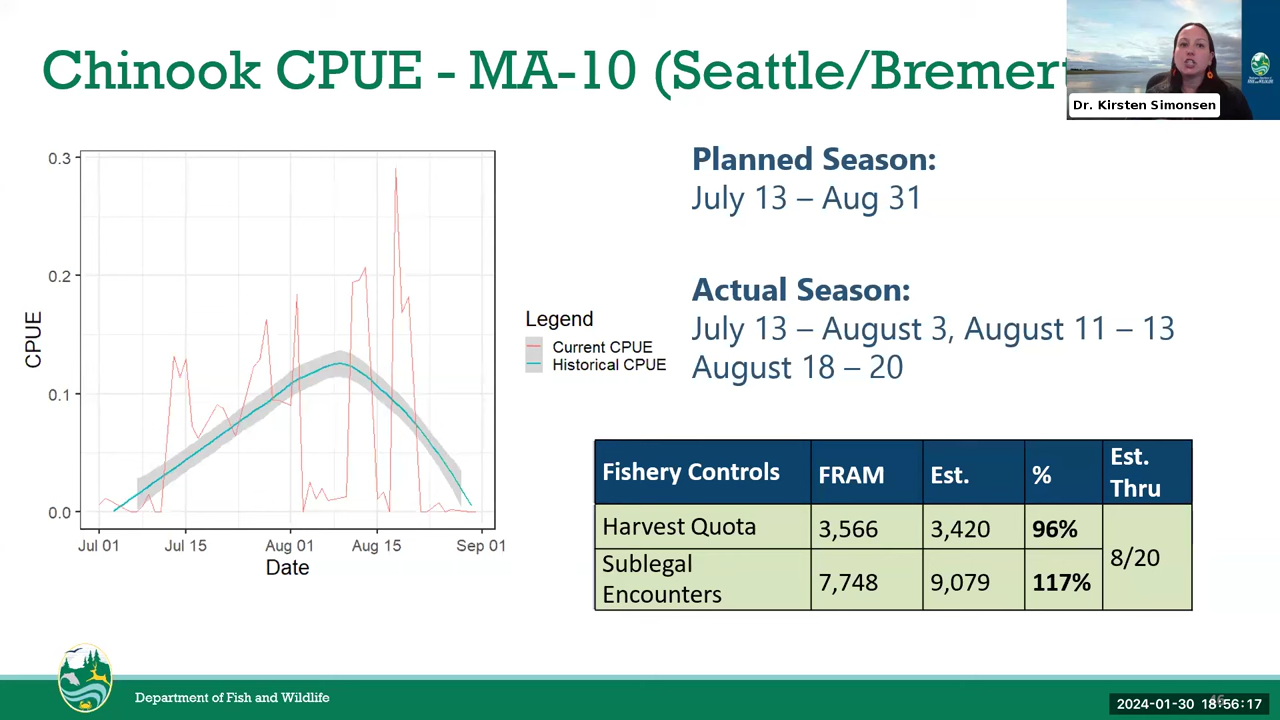 Chinook CPUE - MA-10 (Seattle/Bremert
Dr. Kirsten Simonsen
0.3
0.2
0.1
0.0
CPUE
Jul 01
Jul 15
Aug 01
Aug 15
Sep 01
Date
Legend
Current CPUE
Historical CPUE
Planned Season:
July 13 – Aug 31
Actual Season:
July 13 – August 3, August 11 – 13
August 18 – 20
Fishery Controls FRAM Est. % Est. Thru
Harvest Quota 3,566 3,420 96% 8/20
Sublegal Encounters 7,748 9,079 117%
Department of Fish and Wildlife
2024-01-30 18:56:17